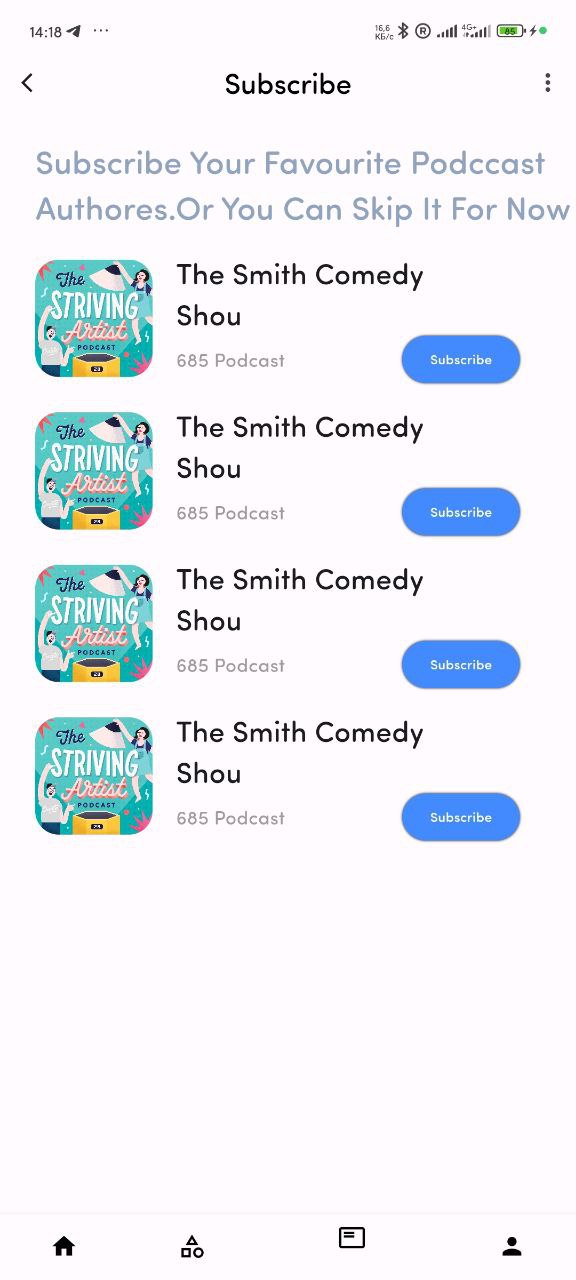 14:18
16,6
КБ/с
R
4G+
85
Subscribe
Subscribe Your Favourite Podccast
Authores.Or You Can Skip It For Now
The
STRIVING
Artist
PODCAST
The Smith Comedy
Shou
685 Podcast
Subscribe
The
STRIVING
Artist
PODCAST
The Smith Comedy
Shou
685 Podcast
Subscribe
The
STRIVING
Artist
PODCAST
The Smith Comedy
Shou
685 Podcast
Subscribe
The
STRIVING
Artist
PODCAST
The Smith Comedy
Shou
685 Podcast
Subscribe